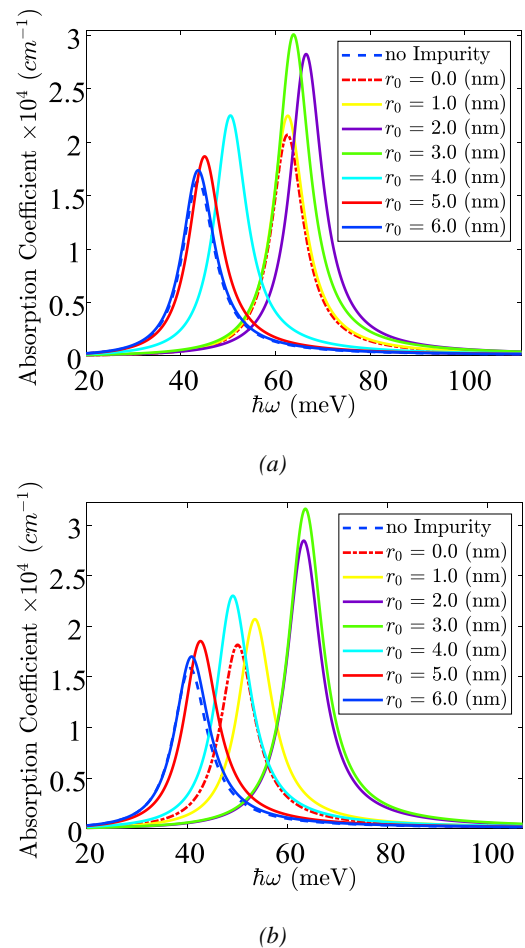 Absorption Coefficient ×10⁴ (cm⁻¹)
3
2.5
2
1.5
1
0.5
0
20 40 60 80 100
ħω (meV)
no Impurity
r₀ = 0.0 (nm)
r₀ = 1.0 (nm)
r₀ = 2.0 (nm)
r₀ = 3.0 (nm)
r₀ = 4.0 (nm)
r₀ = 5.0 (nm)
r₀ = 6.0 (nm)
(a)
Absorption Coefficient ×10⁴ (cm⁻¹)
3
2.5
2
1.5
1
0.5
0
20 40 60 80 100
ħω (meV)
no Impurity
r₀ = 0.0 (nm)
r₀ = 1.0 (nm)
r₀ = 2.0 (nm)
r₀ = 3.0 (nm)
r₀ = 4.0 (nm)
r₀ = 5.0 (nm)
r₀ = 6.0 (nm)
(b)